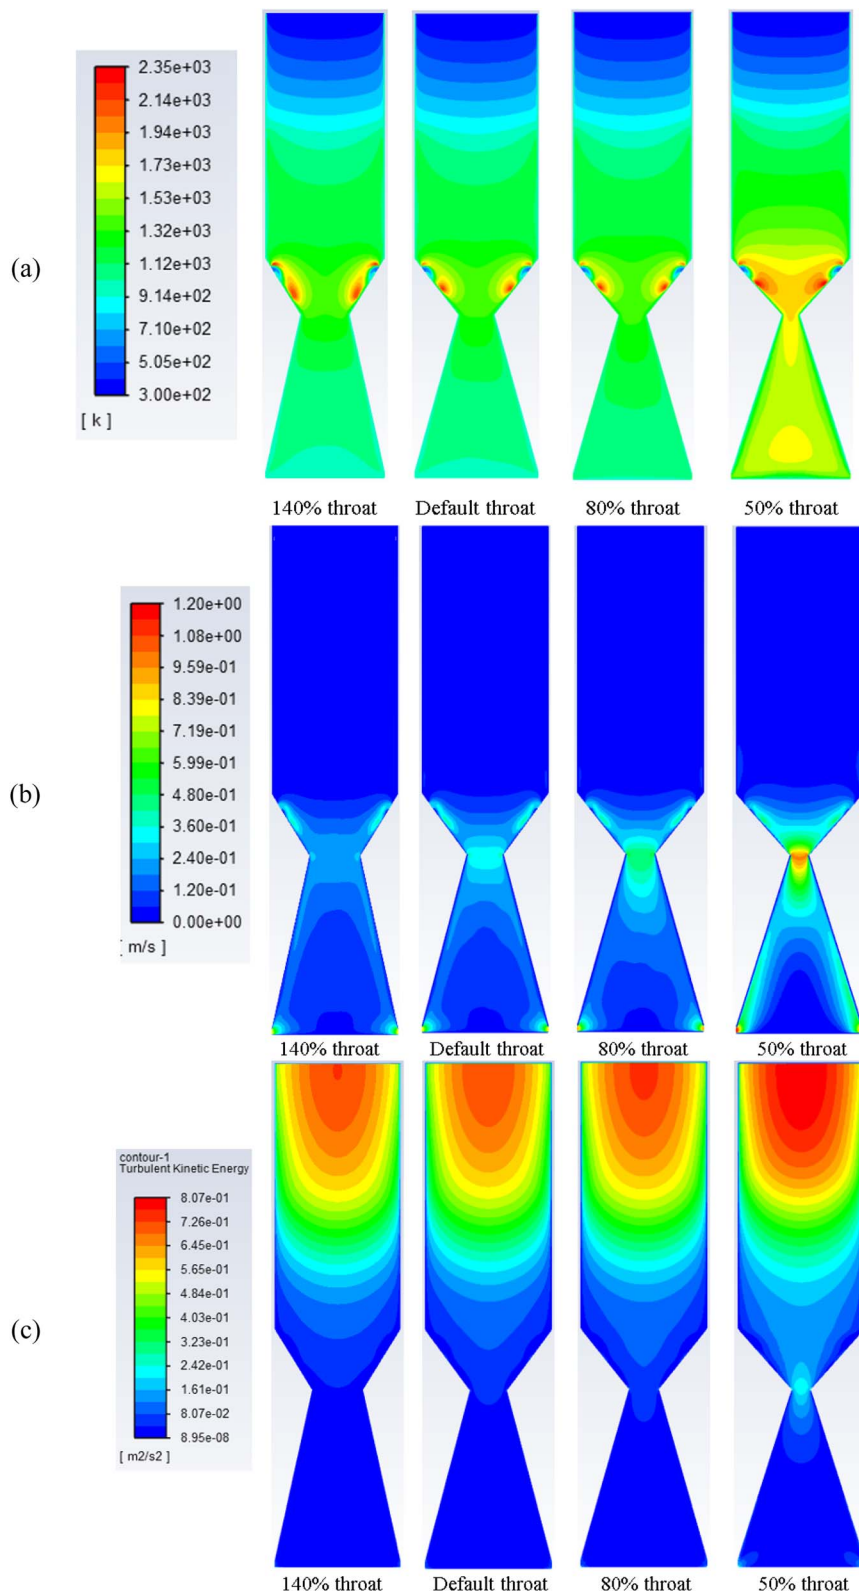 2.35e+03
2.14e+03
1.94e+03
1.73e+03
1.53e+03
1.32e+03
1.12e+03
9.14e+02
7.10e+02
5.05e+02
3.00e+02
[ k ]
(a)
140% throat Default throat 80% throat 50% throat
1.20e+00
1.08e+00
9.59e-01
8.39e-01
7.19e-01
5.99e-01
4.80e-01
3.60e-01
2.40e-01
1.20e-01
0.00e+00
[ m/s ]
(b)
140% throat Default throat 80% throat 50% throat
contour-1
Turbulent Kinetic Energy
8.07e-01
7.26e-01
6.45e-01
5.65e-01
4.84e-01
4.03e-01
3.23e-01
2.42e-01
1.61e-01
8.07e-02
8.95e-08
[ m2/s2 ]
(c)
140% throat Default throat 80% throat 50% throat